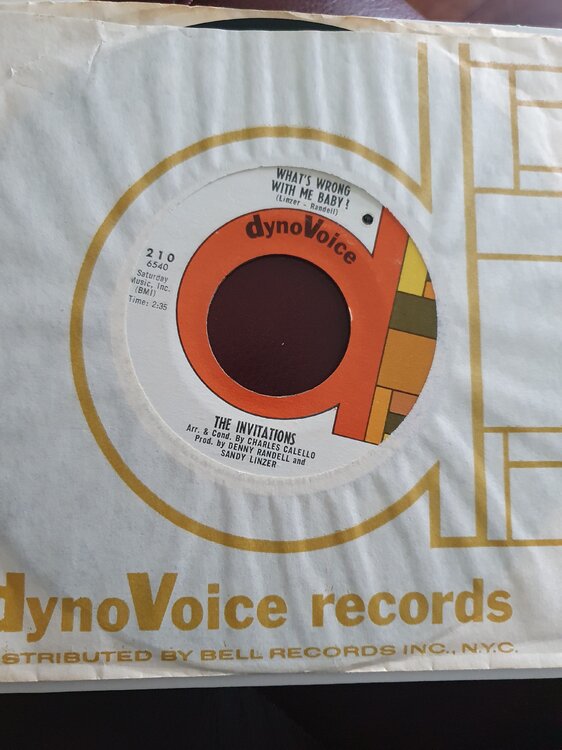 WHAT'S WRONG
WITH ME BABY!
(Linzer - Randell)
dynoVoice
210
6540
Saturday
Music, Inc.
(BMI)
Time: 2:35
THE INVITATIONS
Arr. & Cond. By CHARLES CALELLO
Prod. by DENNY RANDELL and
SANDY LINZER
dynoVoice records
STRIBUTED BY BELL RECORDS INC., N.Y.C.